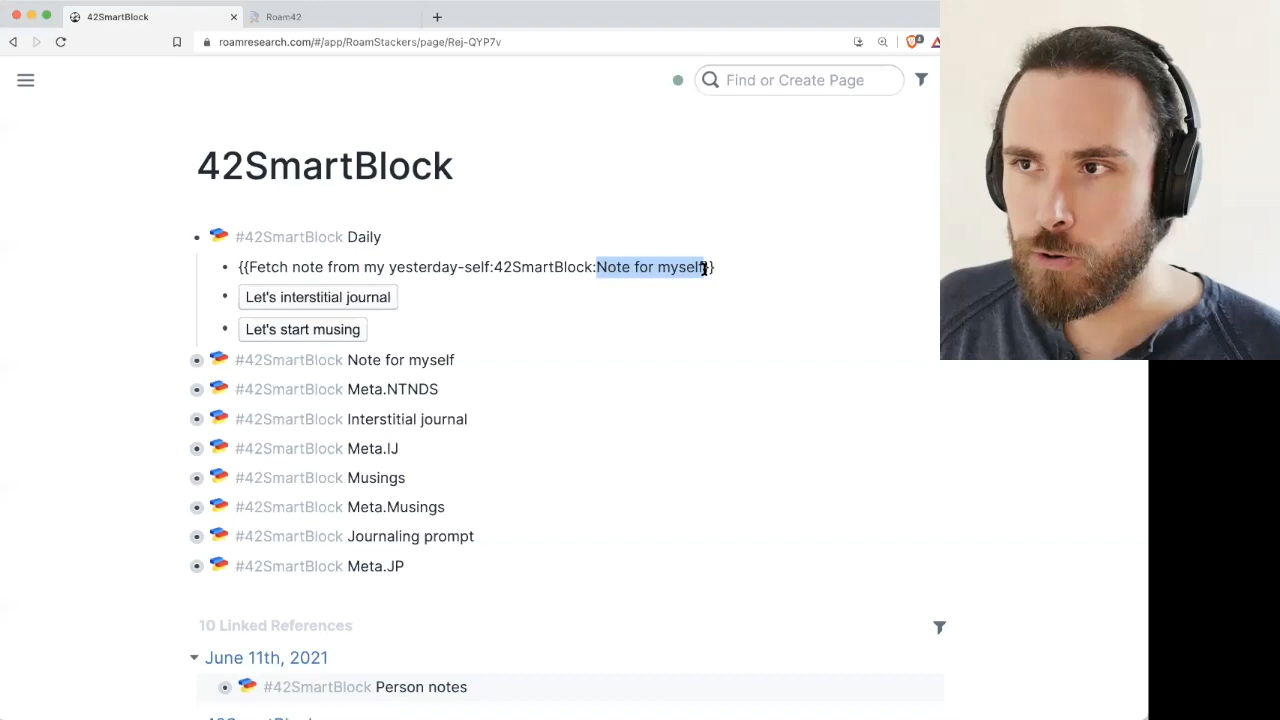 42SmartBlock
Roam42
roamresearch.com/#/app/RoamStackers/page/Rej-QYP7v
Find or Create Page
42SmartBlock
#42SmartBlock Daily
{{Fetch note from my yesterday-self:42SmartBlock:Note for myself}}
Let's interstitial journal
Let's start musing
#42SmartBlock Note for myself
#42SmartBlock Meta.NTNDS
#42SmartBlock Interstitial journal
#42SmartBlock Meta.IJ
#42SmartBlock Musings
#42SmartBlock Meta.Musings
#42SmartBlock Journaling prompt
#42SmartBlock Meta.JP
10 Linked References
June 11th, 2021
#42SmartBlock Person notes